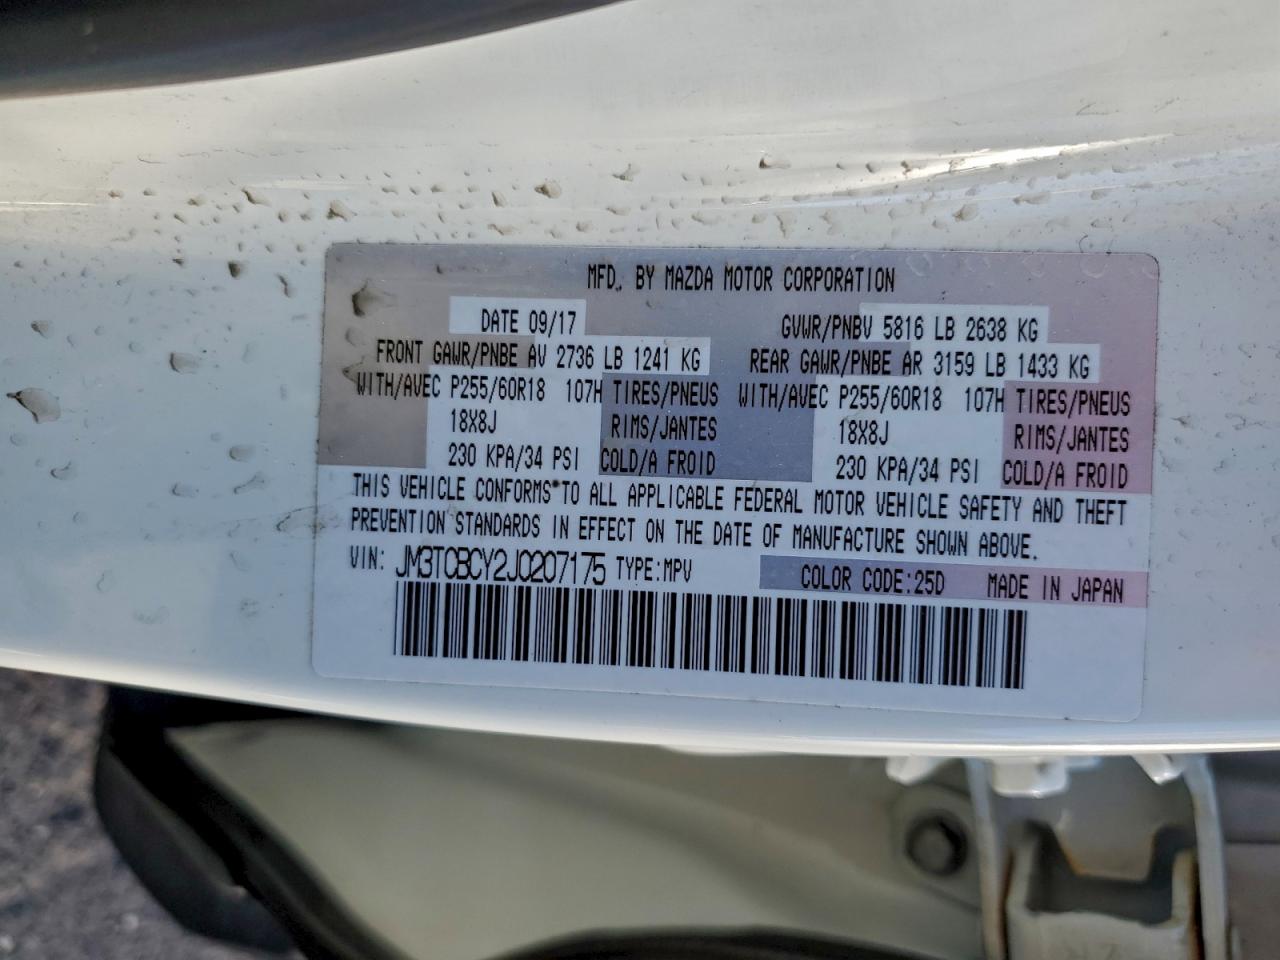 MFD. BY MAZDA MOTOR CORPORATION
DATE 09/17 GVWR/PNBV 5816 LB 2638 KG
FRONT GAWR/PNBE AV 2736 LB 1241 KG REAR GAWR/PNBE AR 3159 LB 1433 KG
WITH/AVEC P255/60R18 107H TIRES/PNEUS WITH/AVEC P255/60R18 107H TIRES/PNEUS
18X8J RIMS/JANTES 18X8J RIMS/JANTES
230 KPA/34 PSI COLD/A FROID 230 KPA/34 PSI COLD/A FROID
THIS VEHICLE CONFORMS TO ALL APPLICABLE FEDERAL MOTOR VEHICLE SAFETY AND THEFT
PREVENTION STANDARDS IN EFFECT ON THE DATE OF MANUFACTURE SHOWN ABOVE.
VIN: JM3TCBCY2J0207175 TYPE:MPV COLOR CODE:25D MADE IN JAPAN